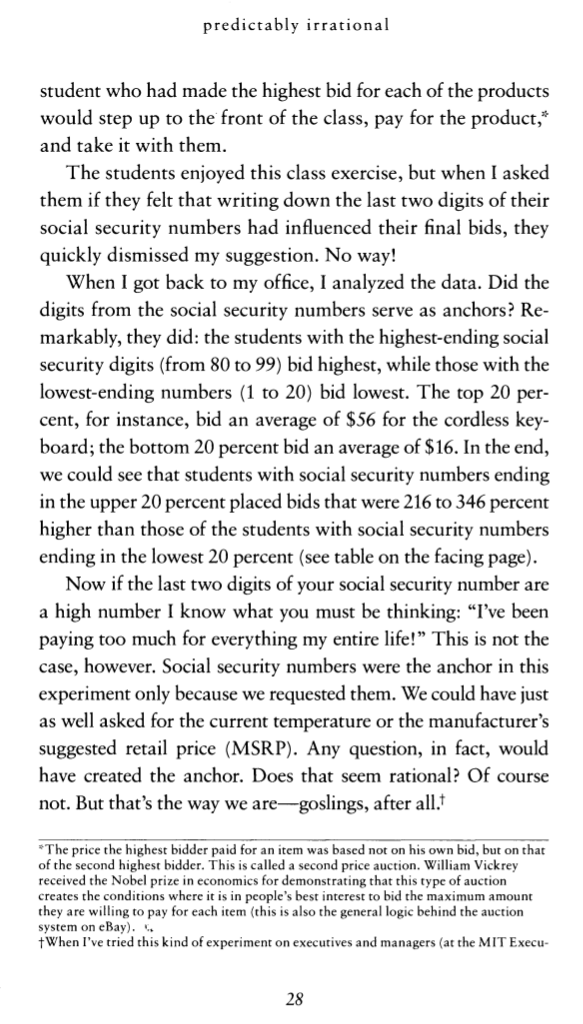 predictably irrational
student who had made the highest bid for each of the products
would step up to the front of the class, pay for the product,*
and take it with them.
The students enjoyed this class exercise, but when I asked
them if they felt that writing down the last two digits of their
social security numbers had influenced their final bids, they
quickly dismissed my suggestion. No way!
When I got back to my office, I analyzed the data. Did the
digits from the social security numbers serve as anchors? Re-
markably, they did: the students with the highest-ending social
security digits (from 80 to 99) bid highest, while those with the
lowest-ending numbers (1 to 20) bid lowest. The top 20 per-
cent, for instance, bid an average of $56 for the cordless key-
board; the bottom 20 percent bid an average of $16. In the end,
we could see that students with social security numbers ending
in the upper 20 percent placed bids that were 216 to 346 percent
higher than those of the students with social security numbers
ending in the lowest 20 percent (see table on the facing page).
Now if the last two digits of your social security number are
a high number I know what you must be thinking: “I’ve been
paying too much for everything my entire life!” This is not the
case, however. Social security numbers were the anchor in this
experiment only because we requested them. We could have just
as well asked for the current temperature or the manufacturer’s
suggested retail price (MSRP). Any question, in fact, would
have created the anchor. Does that seem rational? Of course
not. But that’s the way we are—goslings, after all.†
*The price the highest bidder paid for an item was based not on his own bid, but on that
of the second highest bidder. This is called a second price auction. William Vickrey
received the Nobel prize in economics for demonstrating that this type of auction
creates the conditions where it is in people’s best interest to bid the maximum amount
they are willing to pay for each item (this is also the general logic behind the auction
system on eBay).
†When I’ve tried this kind of experiment on executives and managers (at the MIT Execu-
28